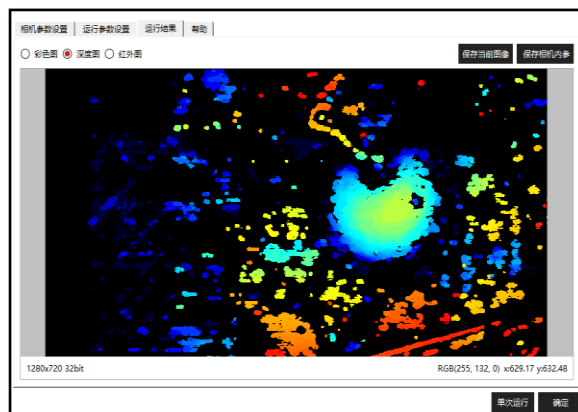 相机参数设置 运行参数设置 运行结果 帮助
彩色图 深度图 红外图 保存当前图像 保存相机内参
1280x720 32bit RGB(255, 132, 0) x:629.17 y:632.48
单次运行 确定